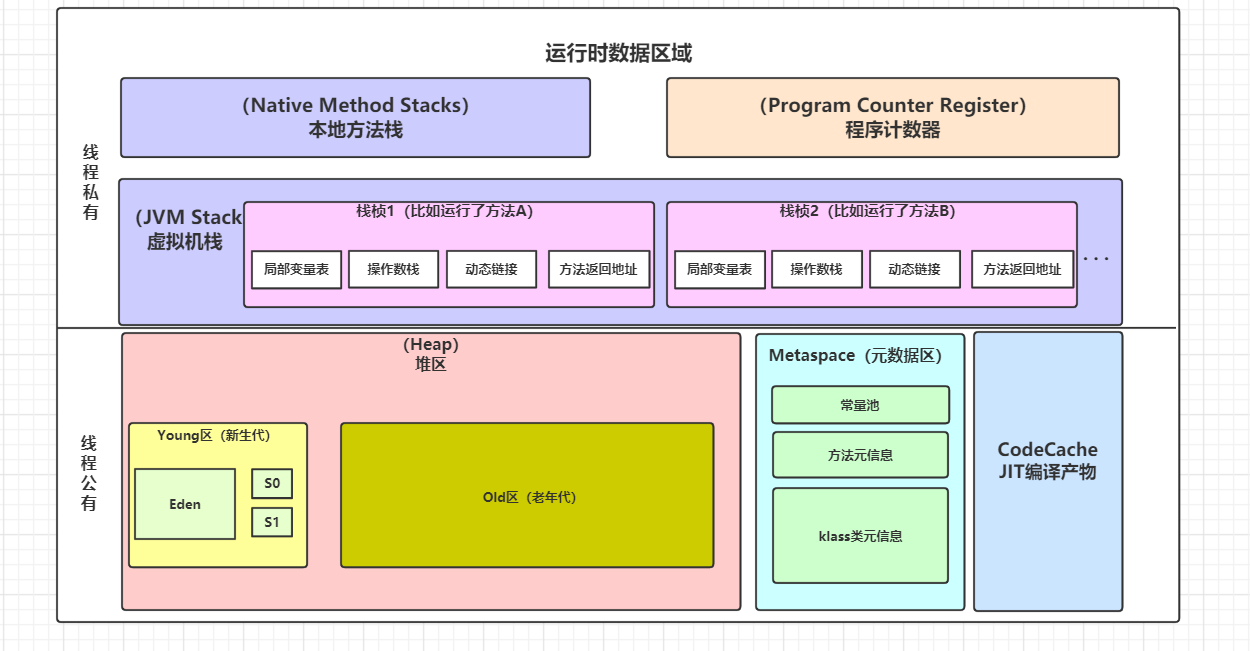 运行时数据区域
（Native Method Stacks）
本地方法栈
（Program Counter Register）
程序计数器
线程私有
（JVM Stack
虚拟机栈
栈桢1（比如运行了方法A）
局部变量表
操作数栈
动态链接
方法返回地址
栈桢2（比如运行了方法B）
局部变量表
操作数栈
动态链接
方法返回地址
...
线程公有
（Heap）
堆区
Young区（新生代）
Eden
S0
S1
Old区（老年代）
Metaspace（元数据区）
常量池
方法元信息
klass类元信息
CodeCache
JIT编译产物